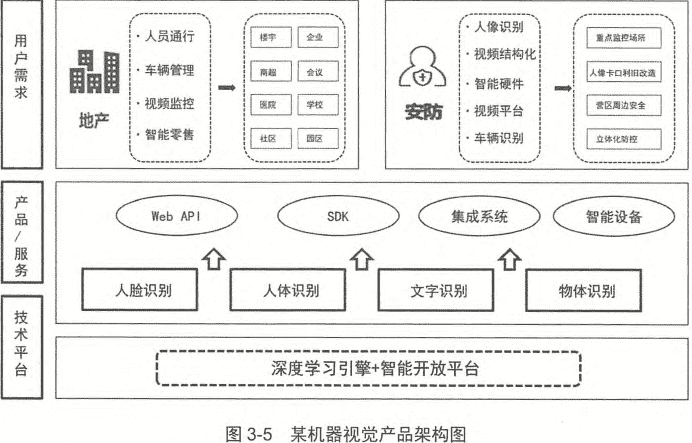 用户需求
地产
· 人员通行
· 车辆管理
· 视频监控
· 智能零售
楼宇
企业
商超
会议
医院
学校
社区
园区
安防
· 人像识别
· 视频结构化
· 智能硬件
· 视频平台
· 车辆识别
重点监控场所
人像卡口利旧改造
营区周边安全
立体化防控
产品/服务
Web API
SDK
集成系统
智能设备
人脸识别
人体识别
文字识别
物体识别
技术平台
深度学习引擎+智能开放平台
图 3-5 某机器视觉产品架构图